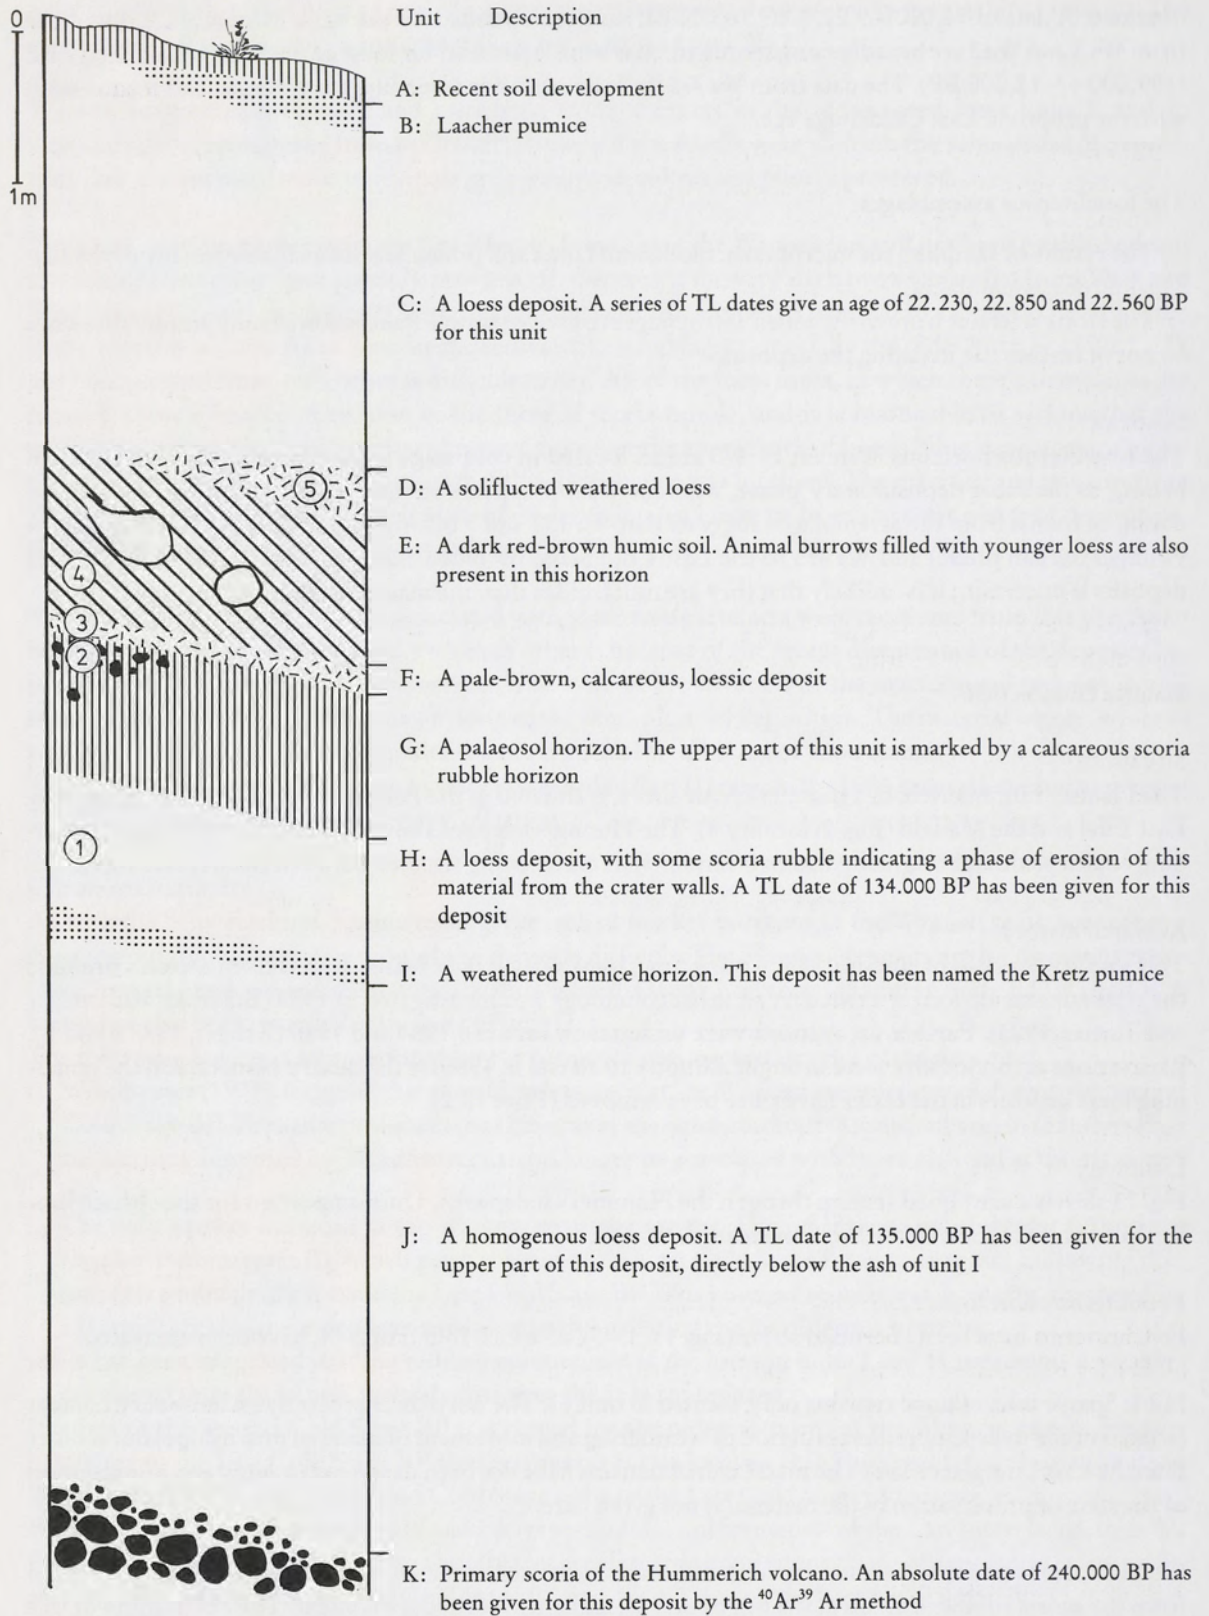 0
1m
Unit Description
A: Recent soil development
B: Laacher pumice
C: A loess deposit. A series of TL dates give an age of 22.230, 22.850 and 22.560 BP
for this unit
5
D: A soliflucted weathered loess
E: A dark red-brown humic soil. Animal burrows filled with younger loess are also
present in this horizon
4
3
2
F: A pale-brown, calcareous, loessic deposit
G: A palaeosol horizon. The upper part of this unit is marked by a calcareous scoria
rubble horizon
1
H: A loess deposit, with some scoria rubble indicating a phase of erosion of this
material from the crater walls. A TL date of 134.000 BP has been given for this
deposit
I: A weathered pumice horizon. This deposit has been named the Kretz pumice
J: A homogenous loess deposit. A TL date of 135.000 BP has been given for the
upper part of this deposit, directly below the ash of unit I
K: Primary scoria of the Hummerich volcano. An absolute date of 240.000 BP has
been given for this deposit by the ⁴⁰Ar³⁹ Ar method